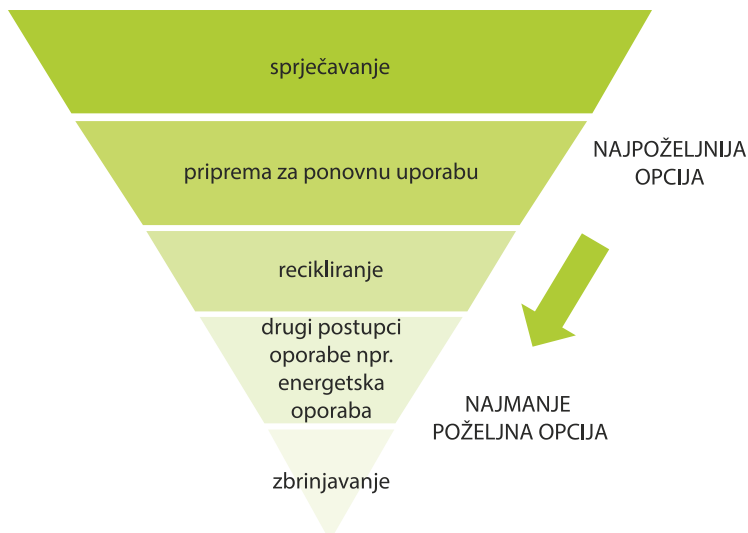 sprječavanje
priprema za ponovnu uporabu
NAJPOŽELJNIJA
OPCIJA
recikliranje
drugi postupci
oporabe npr.
energetska
oporaba
NAJMANJE
POŽELJNA OPCIJA
zbrinjavanje